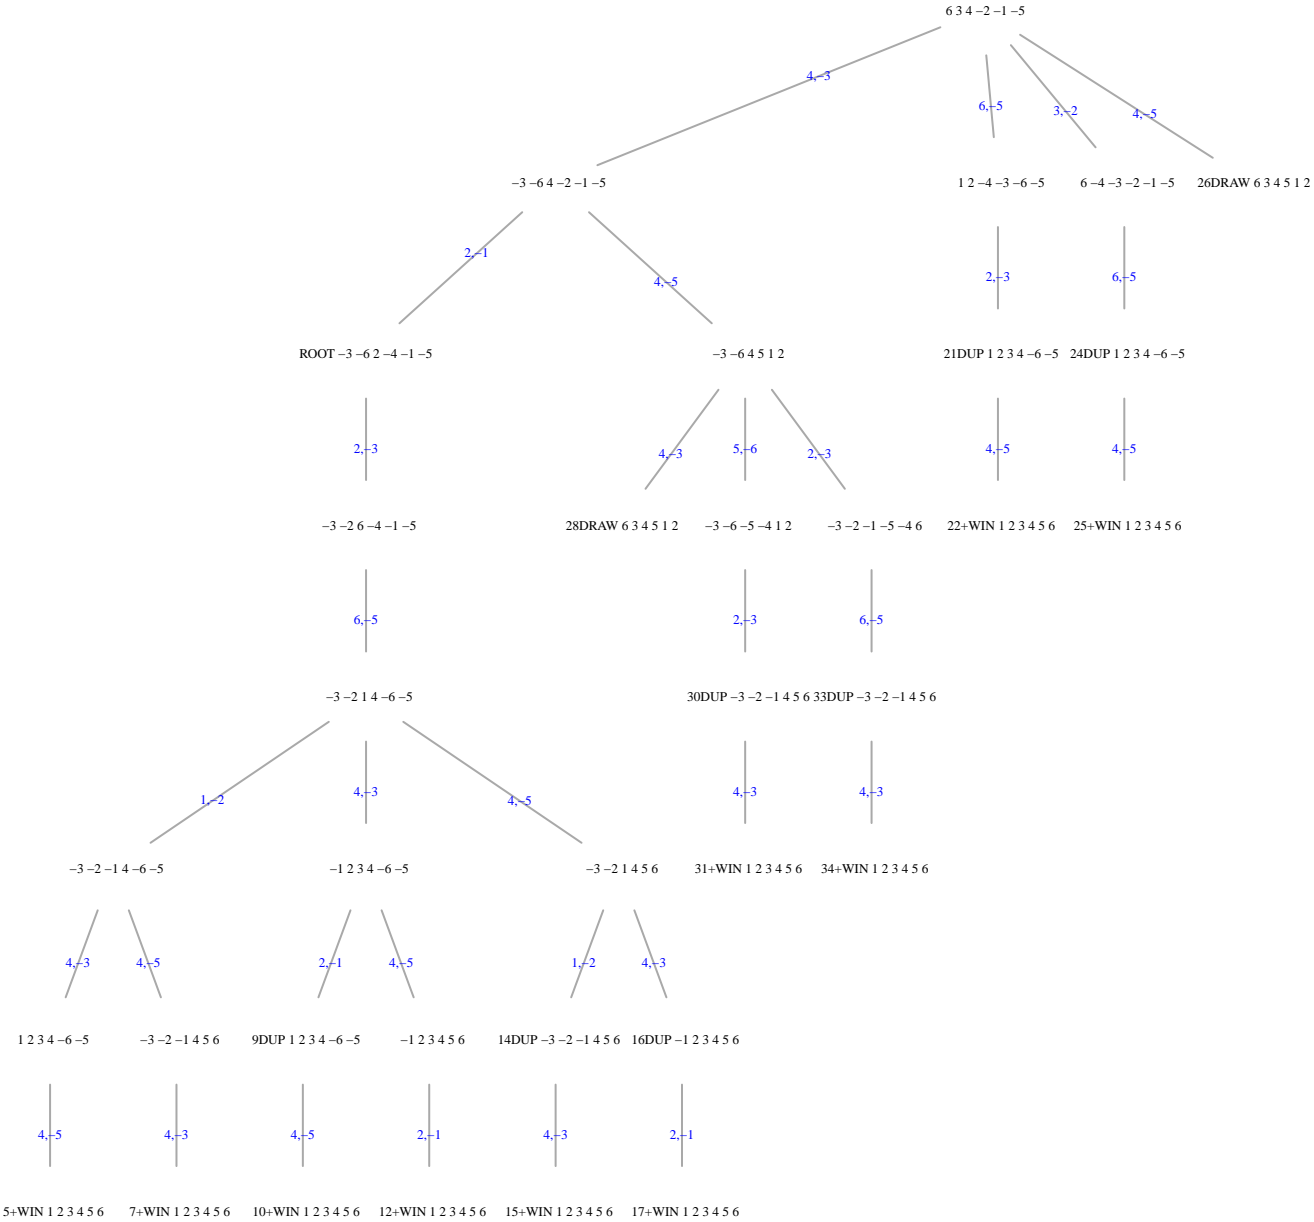 6 3 4 −2 −1 −5
4,−3
6,−5
3,−2
4,−5
−3 −6 4 −2 −1 −5
1 2 −4 −3 −6 −5
6 −4 −3 −2 −1 −5
26DRAW 6 3 4 5 1 2
2,−1
4,−5
2,−3
6,−5
ROOT −3 −6 2 −4 −1 −5
−3 −6 4 5 1 2
21DUP 1 2 3 4 −6 −5
24DUP 1 2 3 4 −6 −5
2,−3
4,−3
5,−6
2,−3
4,−5
4,−5
−3 −2 6 −4 −1 −5
28DRAW 6 3 4 5 1 2
−3 −6 −5 −4 1 2
−3 −2 −1 −5 −4 6
22+WIN 1 2 3 4 5 6
25+WIN 1 2 3 4 5 6
6,−5
2,−3
6,−5
−3 −2 1 4 −6 −5
30DUP −3 −2 −1 4 5 6
33DUP −3 −2 −1 4 5 6
1,−2
4,−3
4,−5
4,−3
4,−3
−3 −2 −1 4 −6 −5
−1 2 3 4 −6 −5
−3 −2 1 4 5 6
31+WIN 1 2 3 4 5 6
34+WIN 1 2 3 4 5 6
4,−3
4,−5
2,−1
4,−5
1,−2
4,−3
1 2 3 4 −6 −5
−3 −2 −1 4 5 6
9DUP 1 2 3 4 −6 −5
−1 2 3 4 5 6
14DUP −3 −2 −1 4 5 6
16DUP −1 2 3 4 5 6
4,−5
4,−3
4,−5
2,−1
4,−3
2,−1
5+WIN 1 2 3 4 5 6
7+WIN 1 2 3 4 5 6
10+WIN 1 2 3 4 5 6
12+WIN 1 2 3 4 5 6
15+WIN 1 2 3 4 5 6
17+WIN 1 2 3 4 5 6